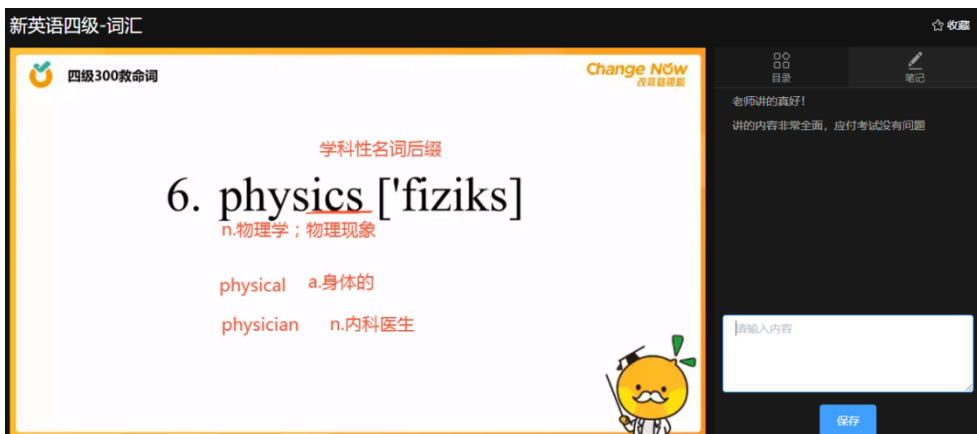 新英语四级-词汇
收藏
四级300救命词
Change Now
改变错根据
目录
笔记
老师讲的真好!
讲的内容非常全面，应付考试没有问题
学科性名词后缀
6. physics ['fiziks]
n.物理学；物理现象
physical a.身体的
physician n.内科医生
请输入内容
保存